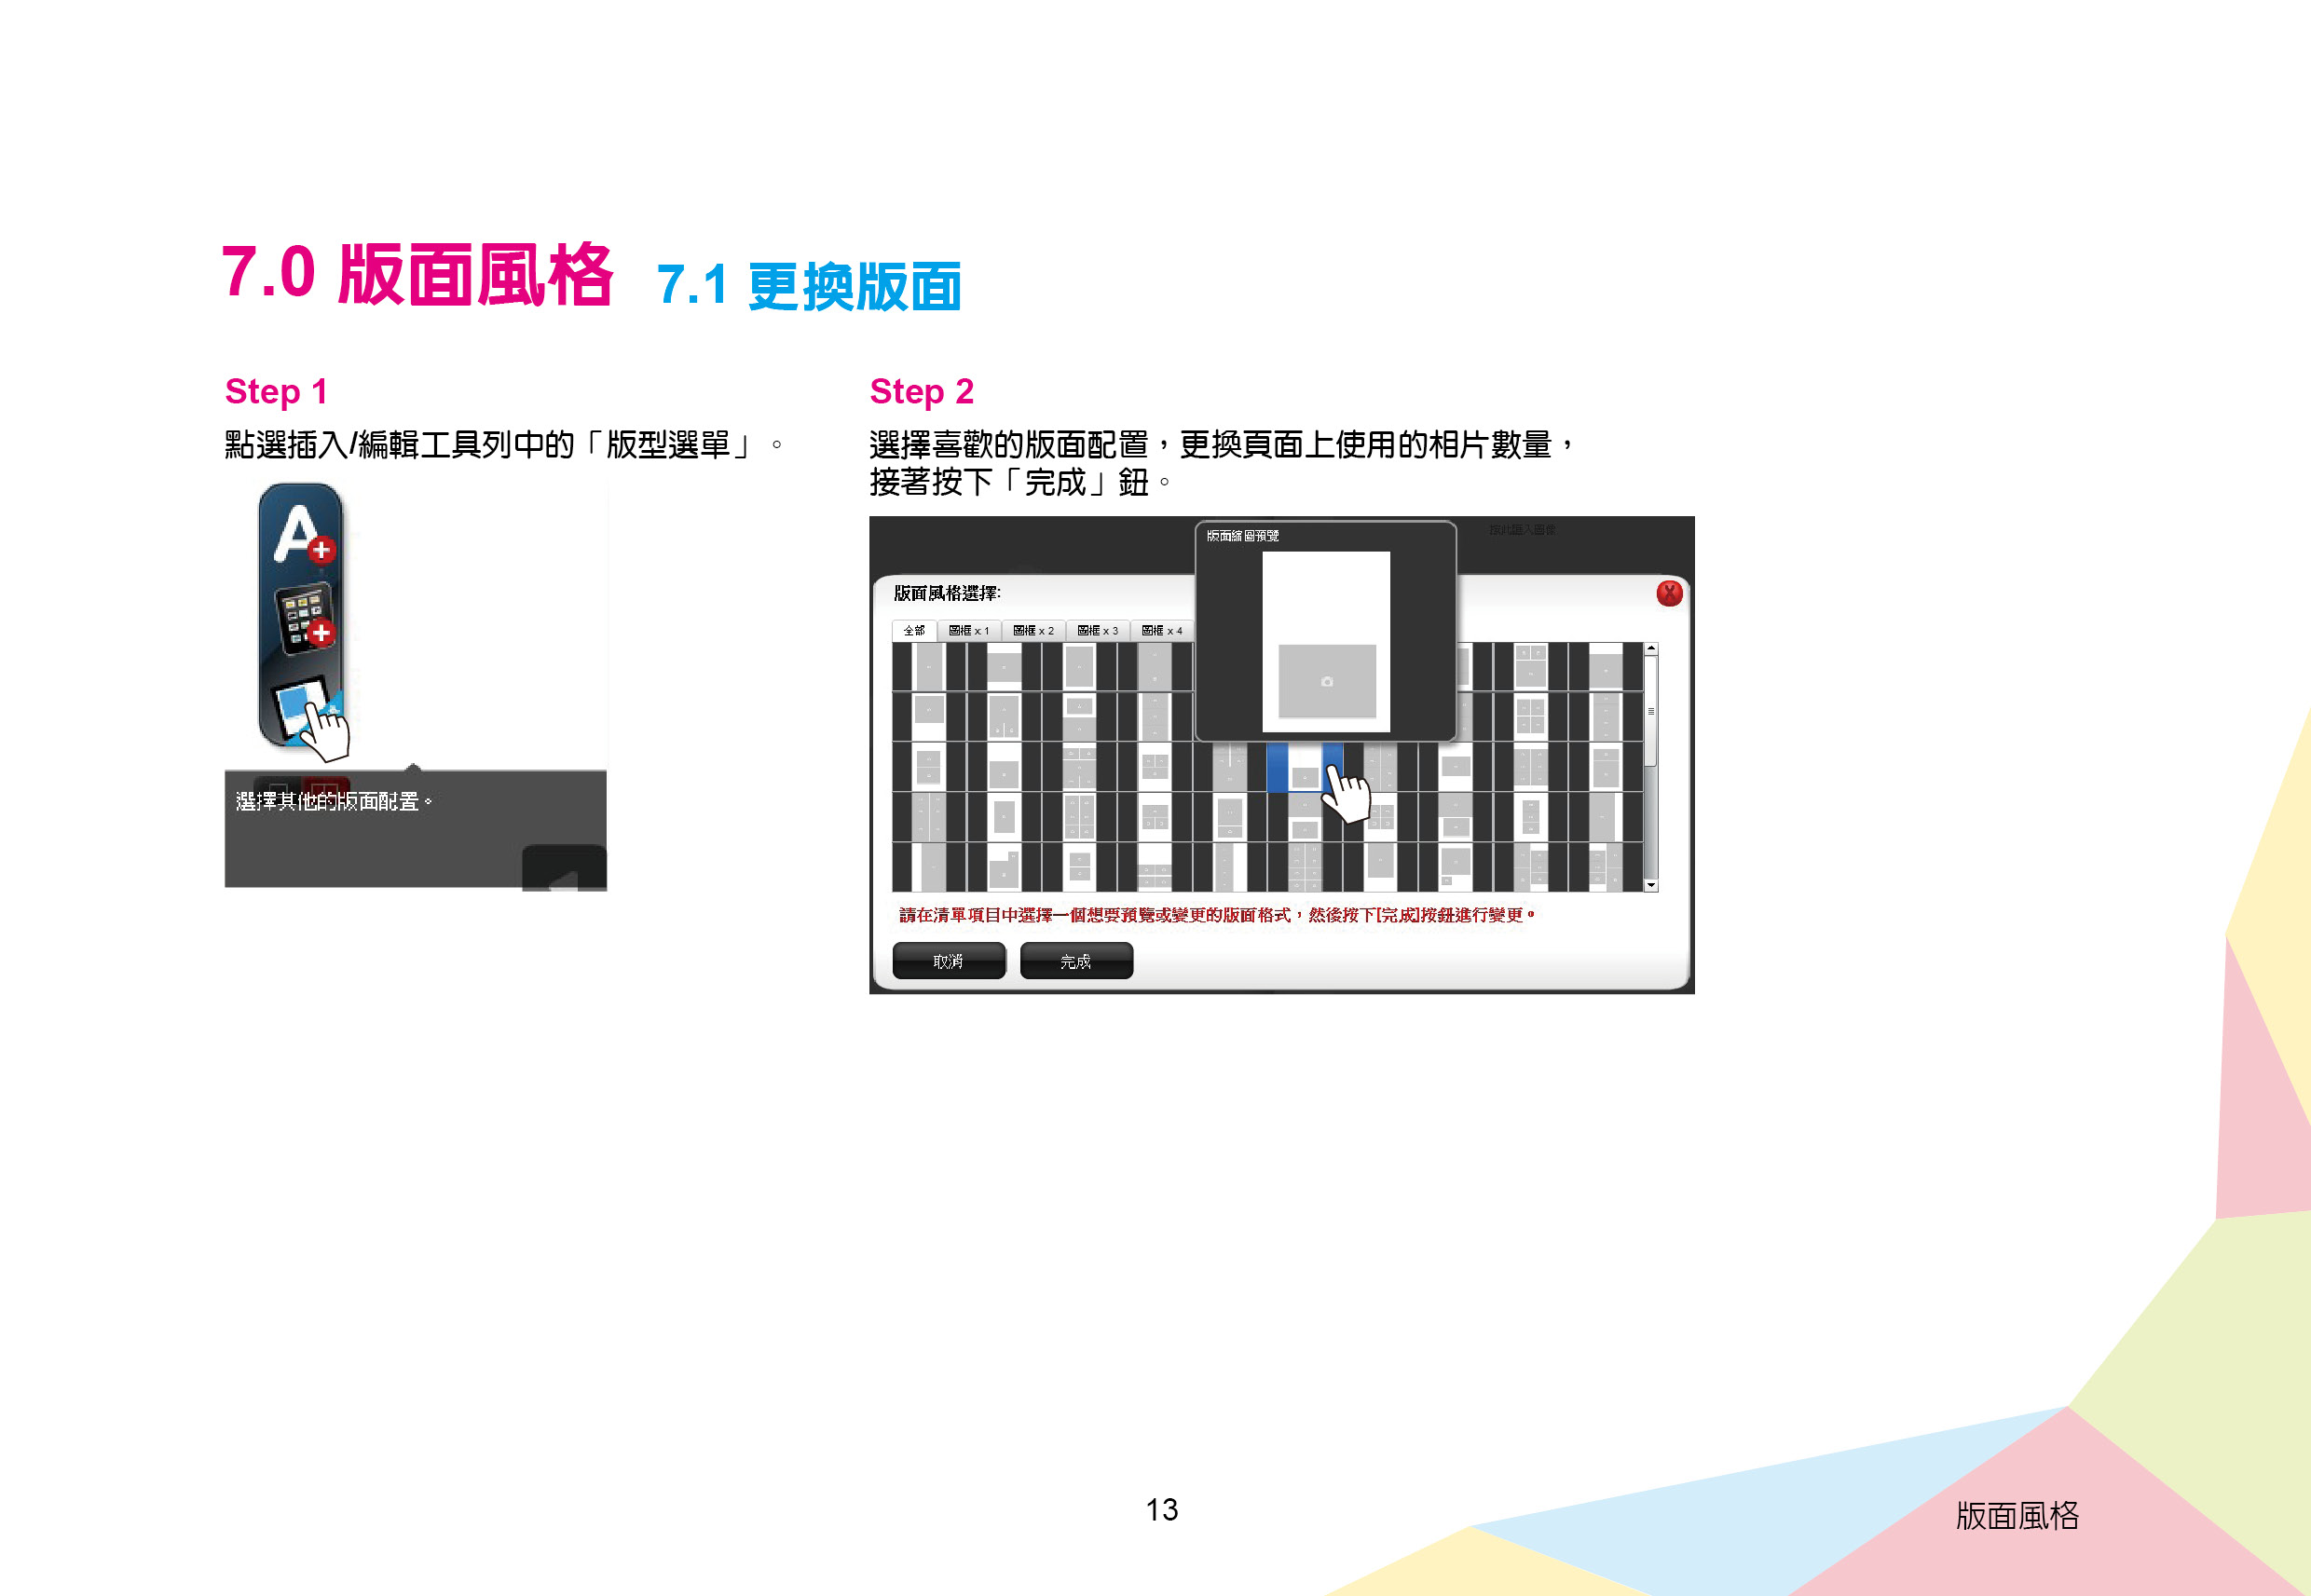 7.0 版面風格 7.1 更換版面
Step 1
點選插入/編輯工具列中的「版型選單」。
A
選擇其他的版面配置。
Step 2
選擇喜歡的版面配置，更換頁面上使用的相片數量，
接著按下「完成」鈕。
版面縮圖預覽
版面風格選擇:
X
全部 圖框 x 1 圖框 x 2 圖框 x 3 圖框 x 4
請在清單項目中選擇一個想要預覽或變更的版面格式，然後按下[完成]按鈕進行變更。
取消 完成
13
版面風格